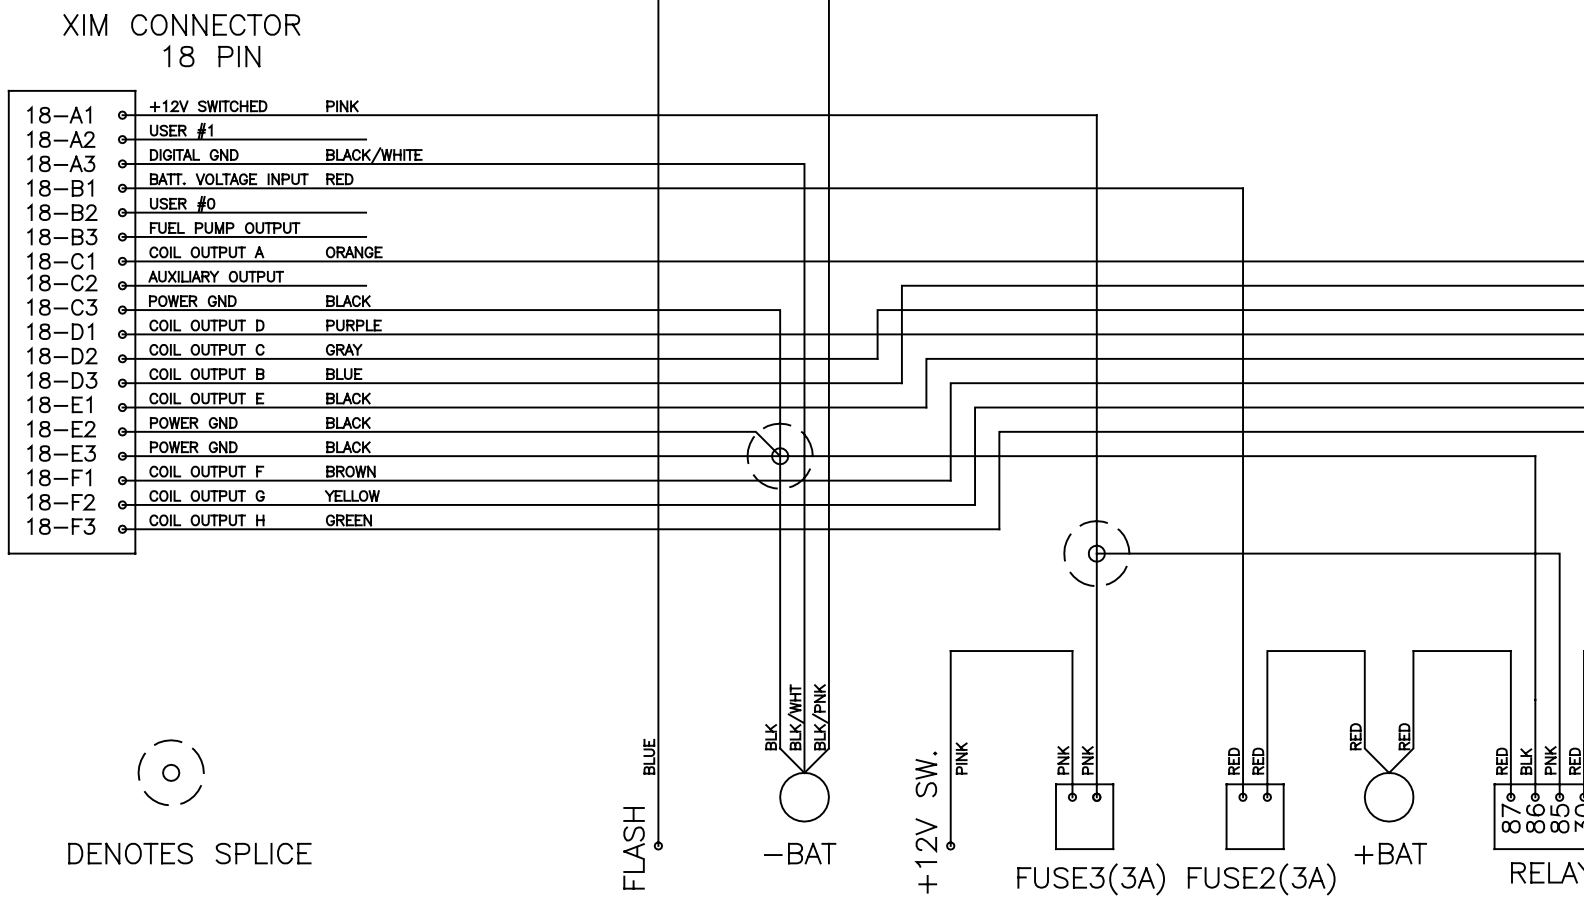 XIM CONNECTOR
18 PIN
18-A1 +12V SWITCHED PINK
18-A2 USER #1
18-A3 DIGITAL GND BLACK/WHITE
18-B1 BATT. VOLTAGE INPUT RED
18-B2 USER #0
18-B3 FUEL PUMP OUTPUT
18-C1 COIL OUTPUT A ORANGE
18-C2 AUXILIARY OUTPUT
18-C3 POWER GND BLACK
18-D1 COIL OUTPUT D PURPLE
18-D2 COIL OUTPUT C GRAY
18-D3 COIL OUTPUT B BLUE
18-E1 COIL OUTPUT E BLACK
18-E2 POWER GND BLACK
18-E3 POWER GND BLACK
18-F1 COIL OUTPUT F BROWN
18-F2 COIL OUTPUT G YELLOW
18-F3 COIL OUTPUT H GREEN
DENOTES SPLICE
BLUE
FLASH
BLK
BLK/WHT
BLK/PNK
-BAT
+12V SW.
PINK
PNK
PNK
FUSE3(3A)
RED
RED
FUSE2(3A)
RED
RED
+BAT
RED
BLK
PNK
RED
87
86
85
30
RELAY